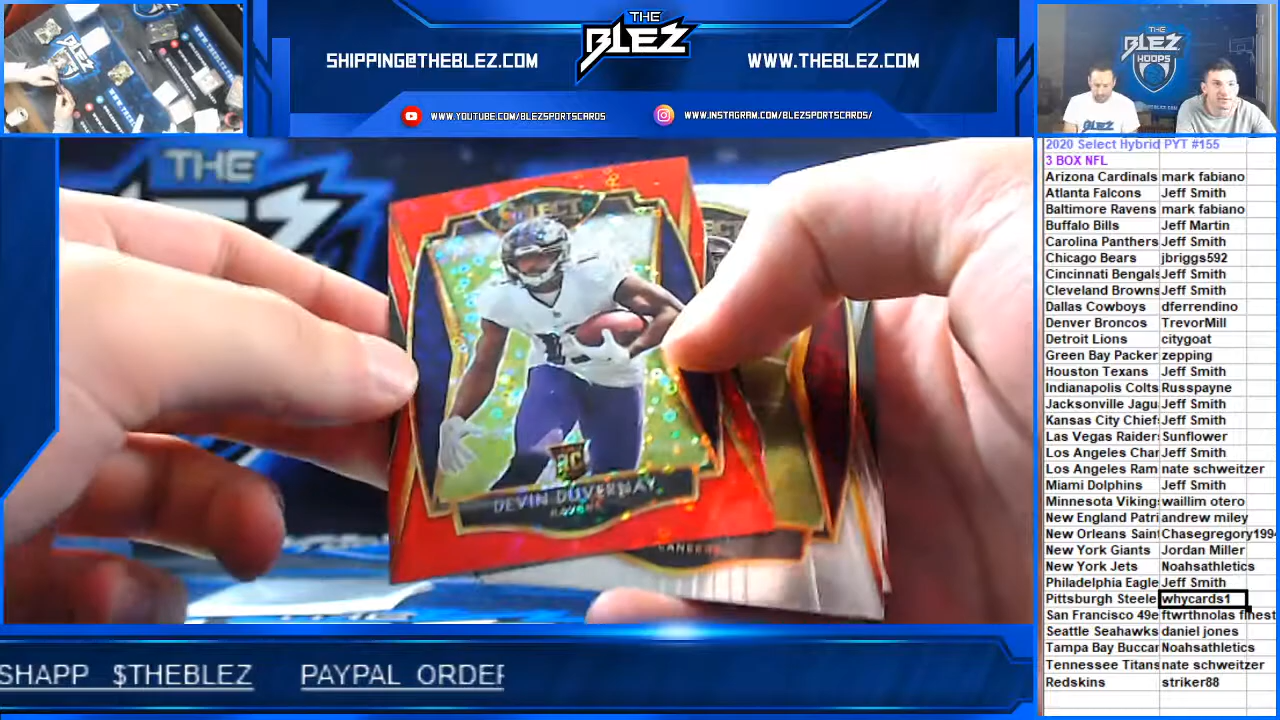 THE
BLEZ
SHIPPING@THEBLEZ.COM
WWW.THEBLEZ.COM
WWW.YOUTUBE.COM/BLEZSPORTSCARDS
WWW.INSTAGRAM.COM/BLEZSPORTSCARDS/
THE
BLEZ
HOOPS
BLEZ
THE
SELECT
RC
DEVIN DUVERNAY
RAVENS
2020 Select Hybrid PYT #155
3 BOX NFL
Arizona Cardinals mark fabiano
Atlanta Falcons Jeff Smith
Baltimore Ravens mark fabiano
Buffalo Bills Jeff Martin
Carolina Panthers Jeff Smith
Chicago Bears jbriggs592
Cincinnati Bengals Jeff Smith
Cleveland Browns Jeff Smith
Dallas Cowboys dferrendino
Denver Broncos TrevorMill
Detroit Lions citygoat
Green Bay Packer zepping
Houston Texans Jeff Smith
Indianapolis Colts Russpayne
Jacksonville Jagu Jeff Smith
Kansas City Chief Jeff Smith
Las Vegas Raider Sunflower
Los Angeles Char Jeff Smith
Los Angeles Ram nate schweitzer
Miami Dolphins Jeff Smith
Minnesota Viking waillim otero
New England Patri andrew miley
New Orleans Saint Chasegregory1994
New York Giants Jordan Miller
New York Jets Noahsathletics
Philadelphia Eagle Jeff Smith
Pittsburgh Steele whycards1
San Francisco 49e ftwrthnolas finest
Seattle Seahawks daniel jones
Tampa Bay Buccar Noahsathletics
Tennessee Titans nate schweitzer
Redskins striker88
SHAPP $THEBLEZ PAYPAL ORDER